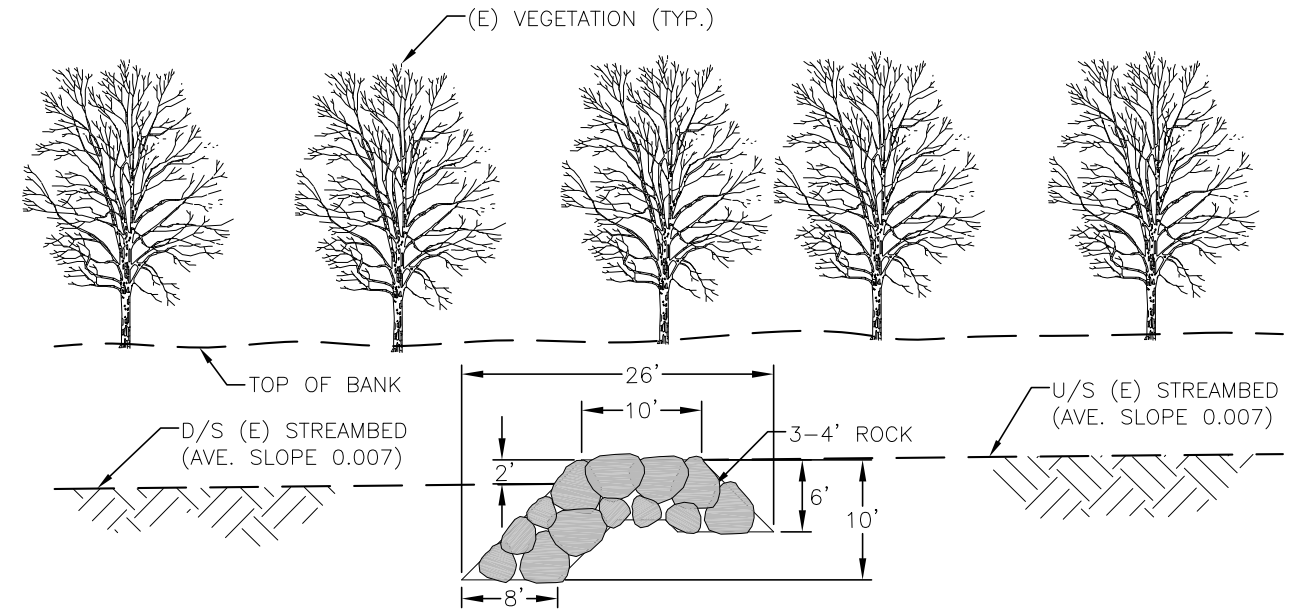 (E) VEGETATION (TYP.)
TOP OF BANK
26'
10'
U/S (E) STREAMBED
(AVE. SLOPE 0.007)
D/S (E) STREAMBED
(AVE. SLOPE 0.007)
3-4' ROCK
2'
6'
10'
8'